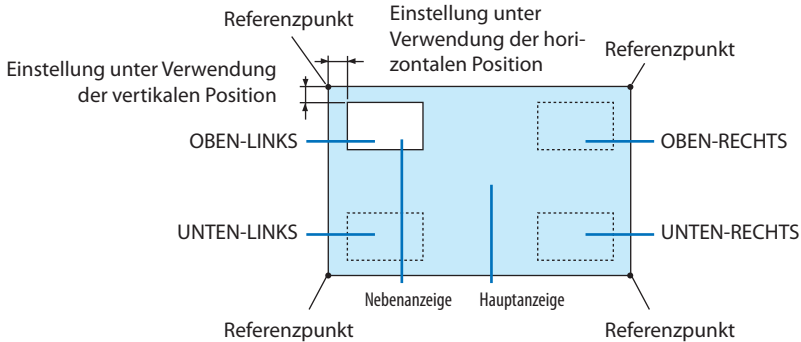 Referenzpunkt
Einstellung unter
Verwendung der hori-
zontalen Position
Referenzpunkt
Einstellung unter Verwendung
der vertikalen Position
OBEN-LINKS
OBEN-RECHTS
UNTEN-LINKS
UNTEN-RECHTS
Nebenanzeige
Hauptanzeige
Referenzpunkt
Referenzpunkt